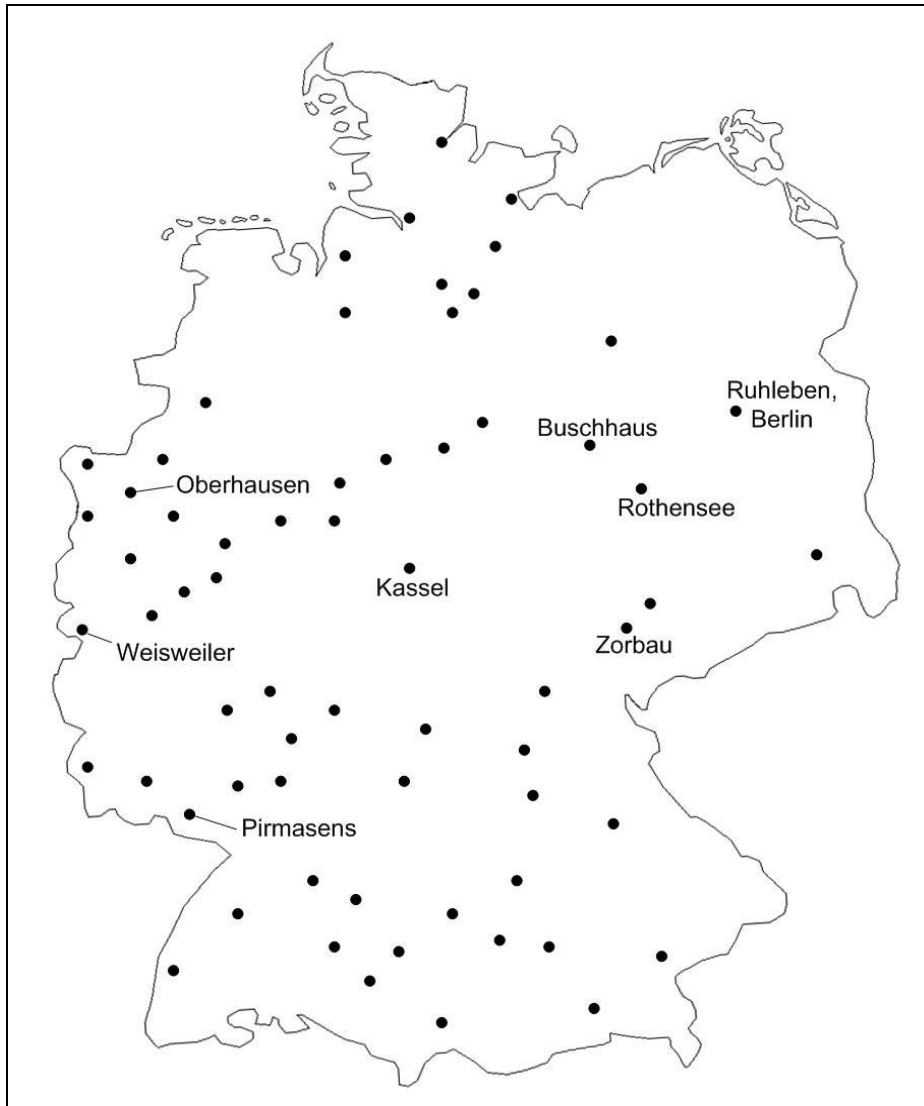 Ruhleben,
Berlin
Buschhaus
Oberhausen
Rothensee
Kassel
Zorbau
Weisweiler
Pirmasens